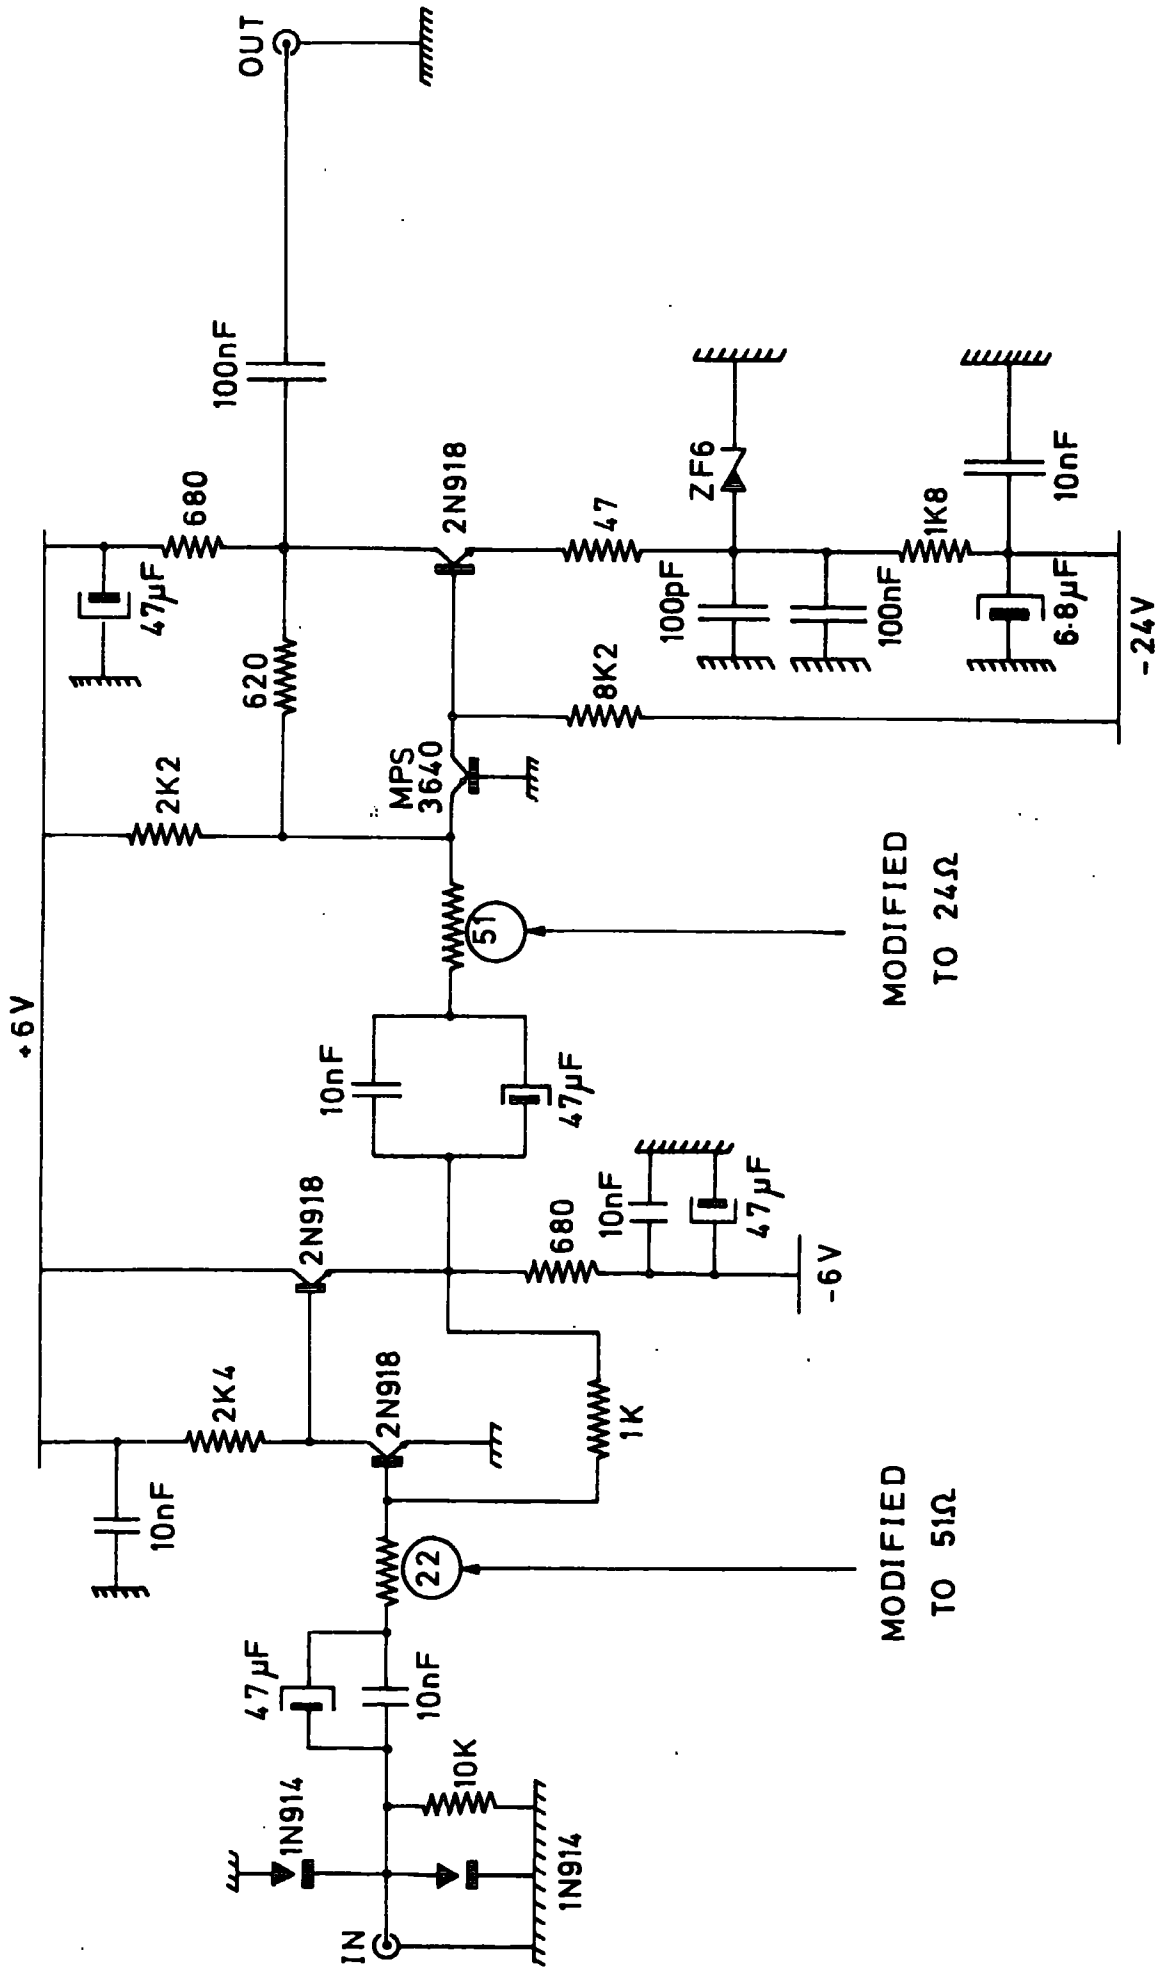 +6V
IN
1N914
1N914
10K
47µF
10nF
22
MODIFIED
TO 51Ω
10nF
2K4
2N918
1K
2N918
680
10nF
47µF
-6V
10nF
47µF
51
MODIFIED
TO 24Ω
2K2
MPS
3640
620
47µF
680
8K2
2N918
47
100pF
100nF
ZF6
1K8
6·8µF
10nF
-24V
100nF
OUT